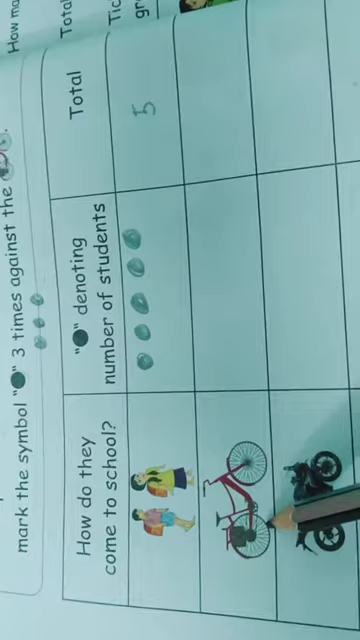 How
mark the symbol "●" 3 times against the
How do they come to school?
"●" denoting number of students
Total
5
Total
Tic
gr